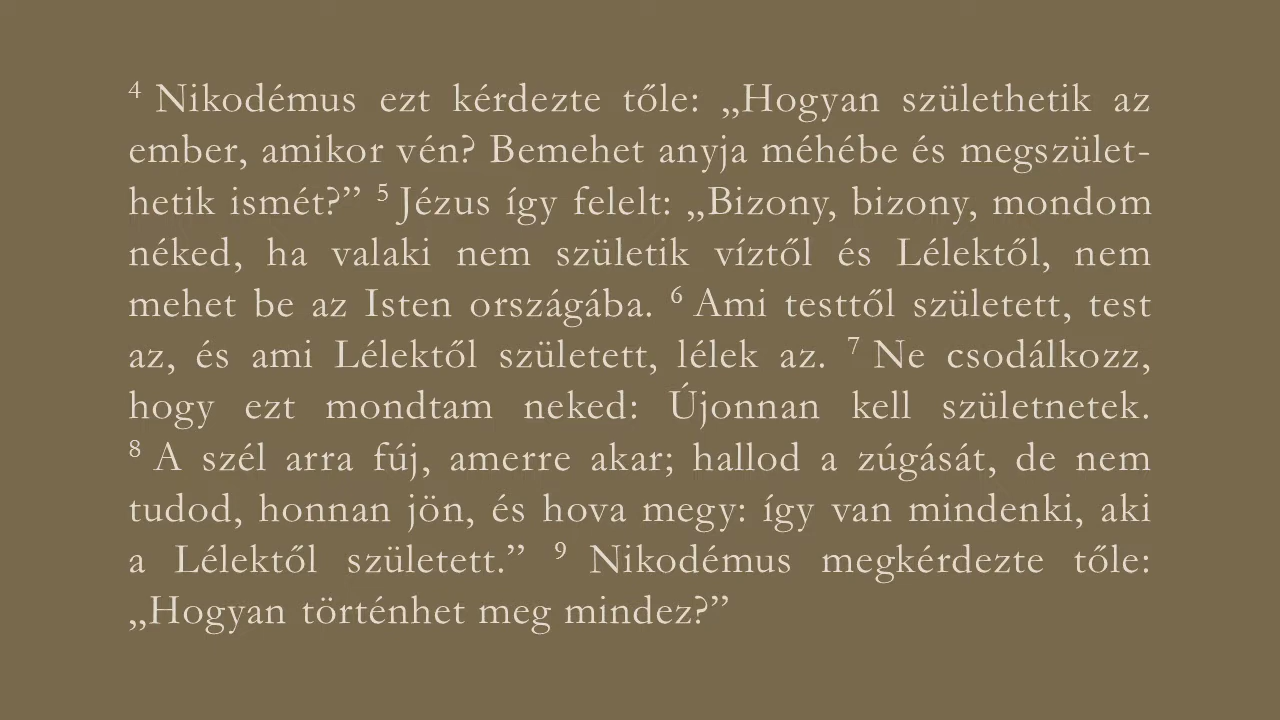 ⁴ Nikodémus ezt kérdezte tőle: „Hogyan születhetik az
ember, amikor vén? Bemehet anyja méhébe és megszület-
hetik ismét?” ⁵ Jézus így felelt: „Bizony, bizony, mondom
néked, ha valaki nem születik víztől és Lélektől, nem
mehet be az Isten országába. ⁶ Ami testtől született, test
az, és ami Lélektől született, lélek az. ⁷ Ne csodálkozz,
hogy ezt mondtam neked: Újonnan kell születnetek.
⁸ A szél arra fúj, amerre akar; hallod a zúgását, de nem
tudod, honnan jön, és hova megy: így van mindenki, aki
a Lélektől született.” ⁹ Nikodémus megkérdezte tőle:
„Hogyan történhet meg mindez?”